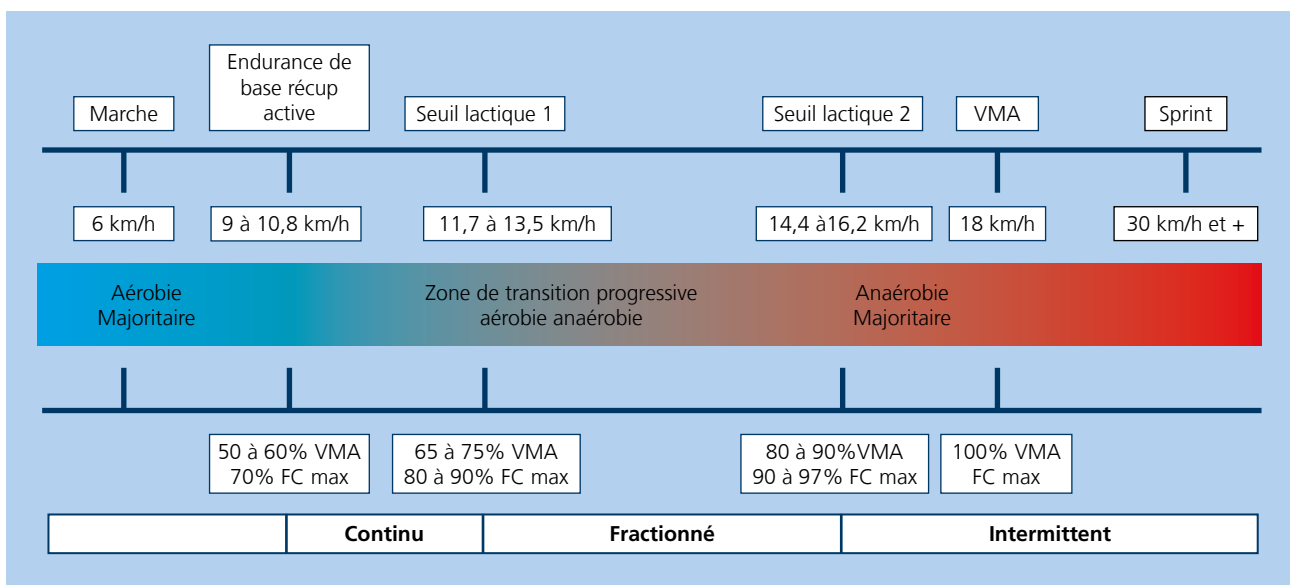 Endurance de
base récup
active
Marche
Seuil lactique 1
Seuil lactique 2
VMA
Sprint
6 km/h
9 à 10,8 km/h
11,7 à 13,5 km/h
14,4 à16,2 km/h
18 km/h
30 km/h et +
Aérobie
Majoritaire
Zone de transition progressive
aérobie anaérobie
Anaérobie
Majoritaire
50 à 60% VMA
70% FC max
65 à 75% VMA
80 à 90% FC max
80 à 90%VMA
90 à 97% FC max
100% VMA
FC max
Continu
Fractionné
Intermittent